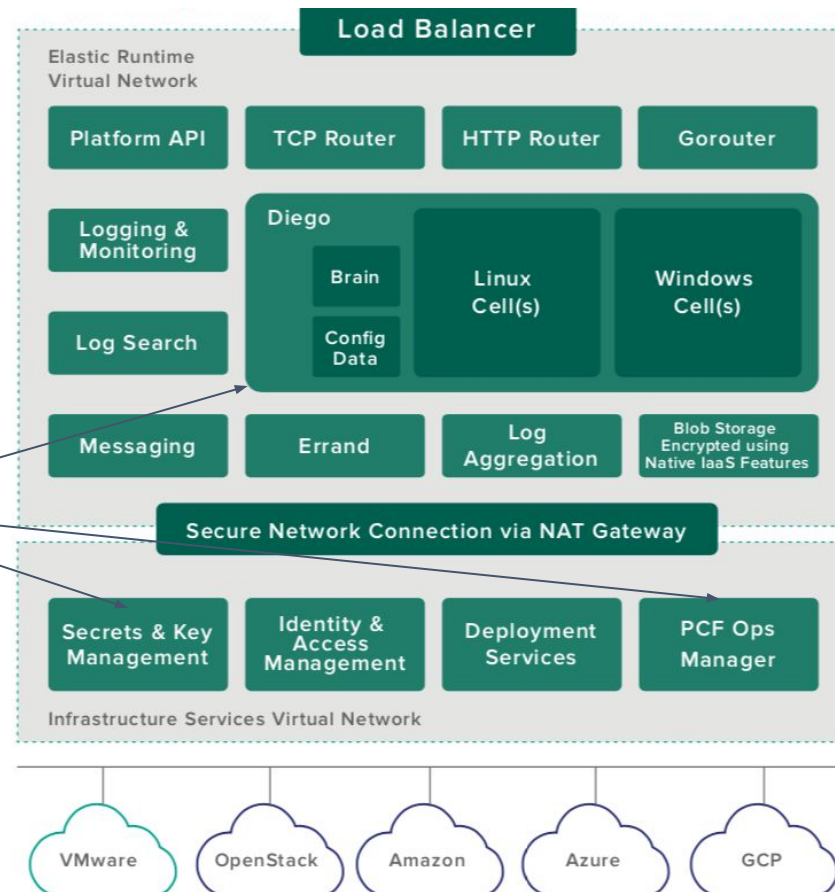 Load Balancer
Elastic Runtime
Virtual Network
Platform API
TCP Router
HTTP Router
Gorouter
Logging &
Monitoring
Diego
Brain
Linux
Cell(s)
Windows
Cell(s)
Log Search
Config
Data
Messaging
Errand
Log
Aggregation
Blob Storage
Encrypted using
Native IaaS Features
Secure Network Connection via NAT Gateway
Secrets & Key
Management
Identity &
Access
Management
Deployment
Services
PCF Ops
Manager
Infrastructure Services Virtual Network
VMware
OpenStack
Amazon
Azure
GCP